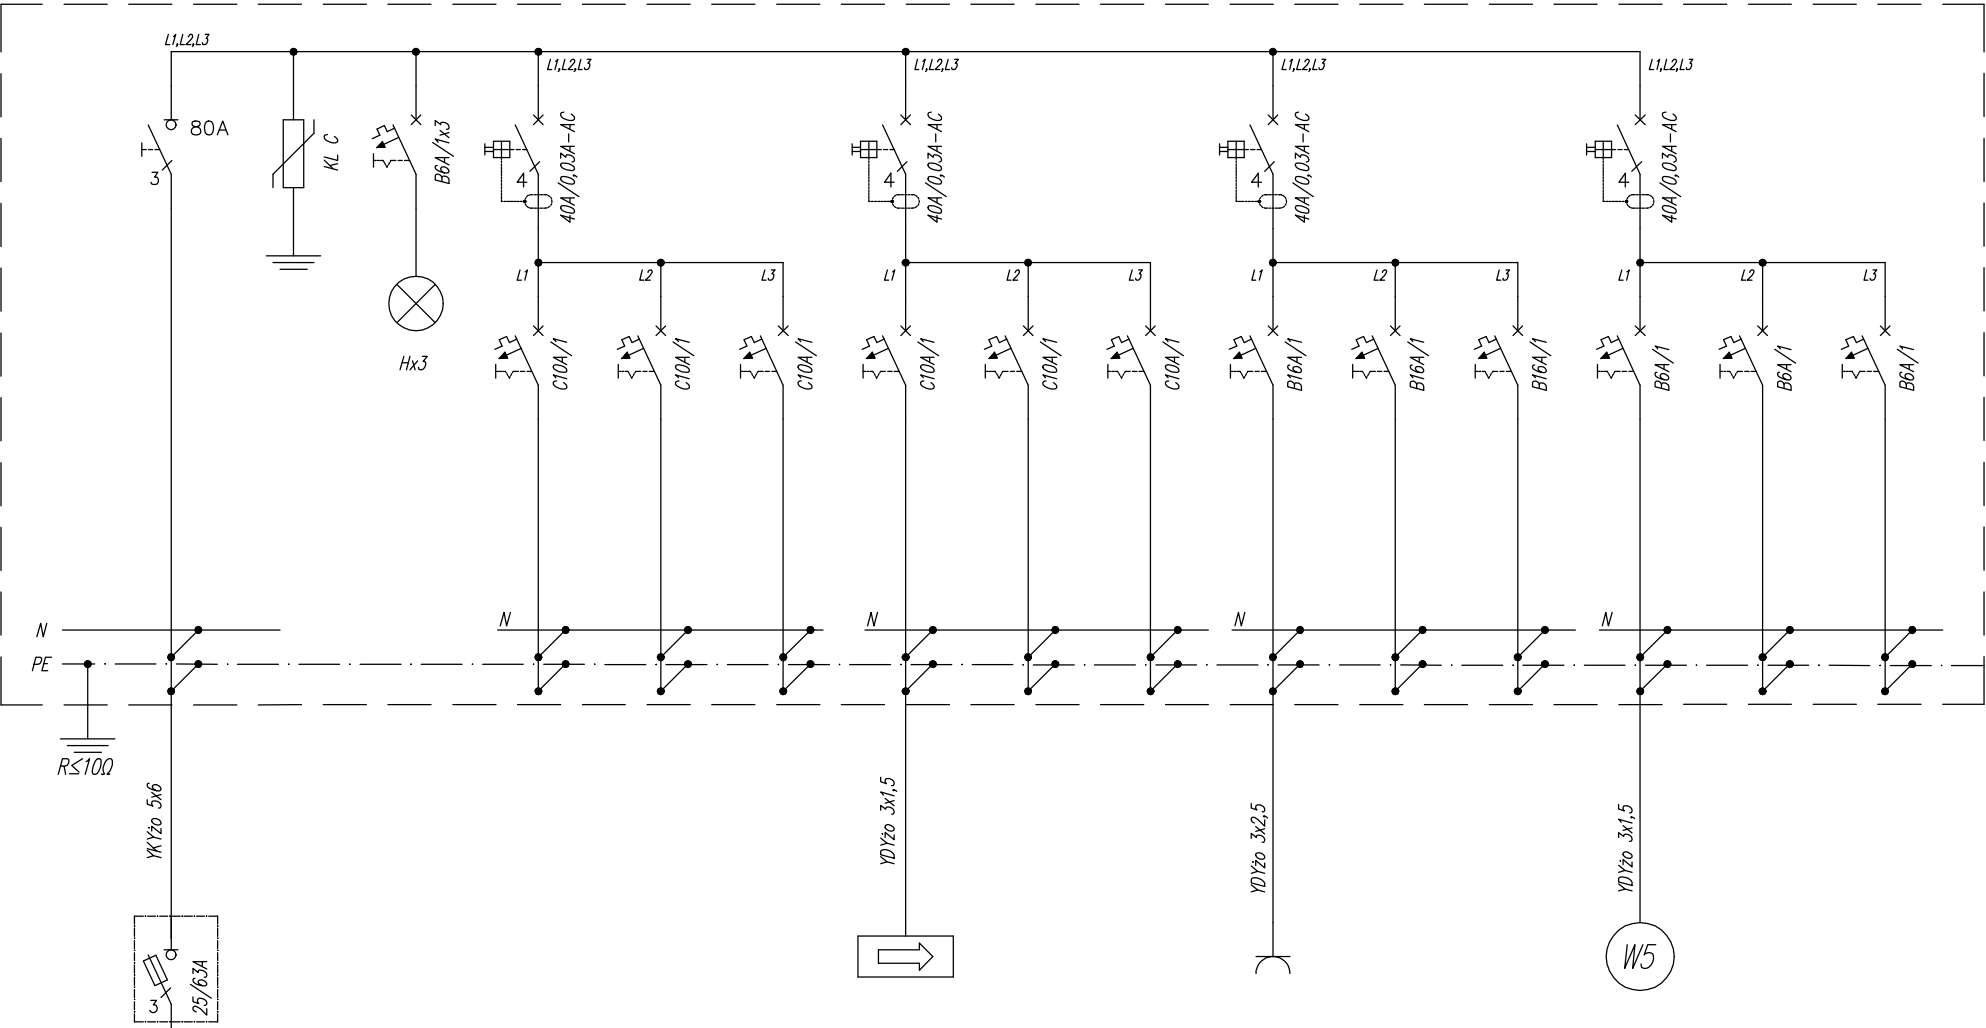 L1,L2,L3
L1,L2,L3
L1,L2,L3
L1,L2,L3
L1,L2,L3
80A
3
KL C
B6A/1x3
4
40A/0,03A-AC
4
40A/0,03A-AC
4
40A/0,03A-AC
4
40A/0,03A-AC
L1
L2
L3
L1
L2
L3
L1
L2
L3
L1
L2
L3
Hx3
C10A/1
C10A/1
C10A/1
C10A/1
C10A/1
C10A/1
B16A/1
B16A/1
B16A/1
B6A/1
B6A/1
B6A/1
N
N
N
N
N
PE
R≤10Ω
YKYżo 5x6
YDYżo 3x1,5
YDYżo 3x2,5
YDYżo 3x1,5
3
25/63A
W5